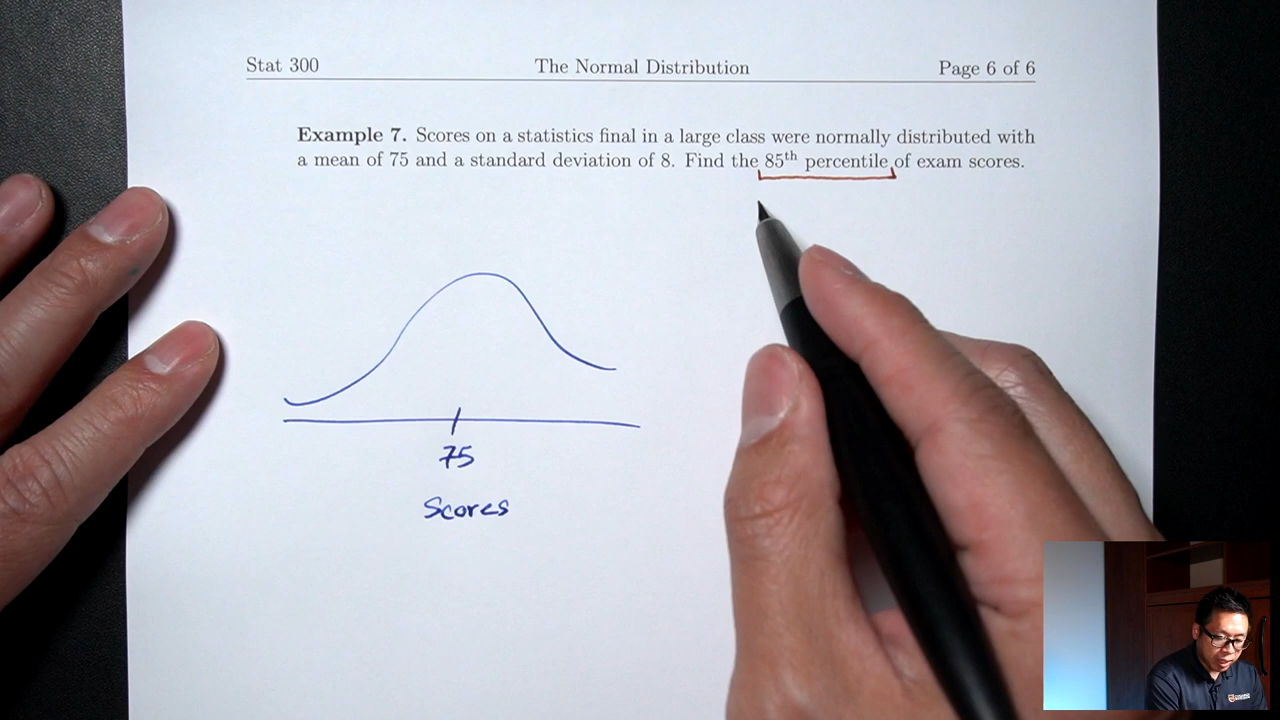 Stat 300 The Normal Distribution Page 6 of 6
Example 7. Scores on a statistics final in a large class were normally distributed with
a mean of 75 and a standard deviation of 8. Find the 85th percentile of exam scores.
75
Scores